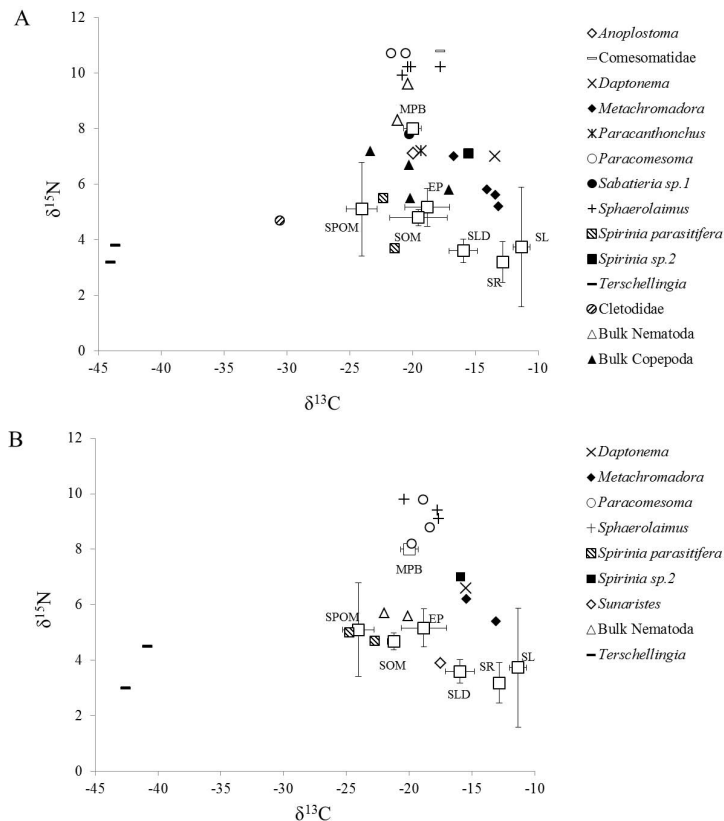 A
12
10
8
6
4
2
0
δ15N
-45
-40
-35
-30
-25
-20
-15
-10
δ13C
MPB
EP
SPOM
SOM
SLD
SL
SR
Anoplostoma
Comesomatidae
Daptonema
Metachromadora
Paracanthonchus
Paracomesoma
Sabatieria sp.1
Sphaerolaimus
Spirinia parasitifera
Spirinia sp.2
Terschellingia
Cletodidae
Bulk Nematoda
Bulk Copepoda
B
12
10
8
6
4
2
0
δ15N
-45
-40
-35
-30
-25
-20
-15
-10
δ13C
MPB
SPOM
EP
SOM
SLD
SR
SL
Daptonema
Metachromadora
Paracomesoma
Sphaerolaimus
Spirinia parasitifera
Spirinia sp.2
Sunaristes
Bulk Nematoda
Terschellingia